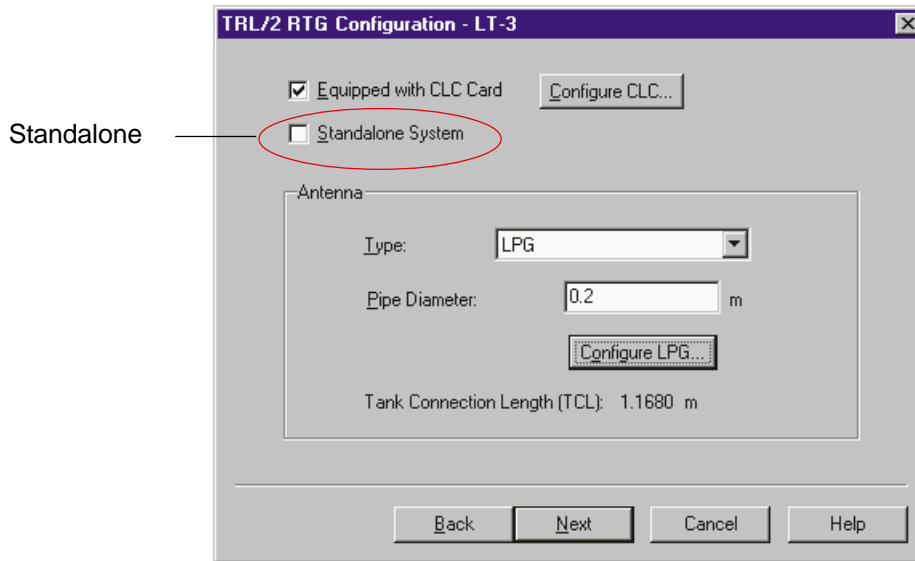 TRL/2 RTG Configuration - LT-3
Equipped with CLC Card
Configure CLC...
Standalone
Standalone System
Antenna
Type:
LPG
Pipe Diameter:
0.2
m
Configure LPG...
Tank Connection Length (TCL): 1.1680 m
Back
Next
Cancel
Help